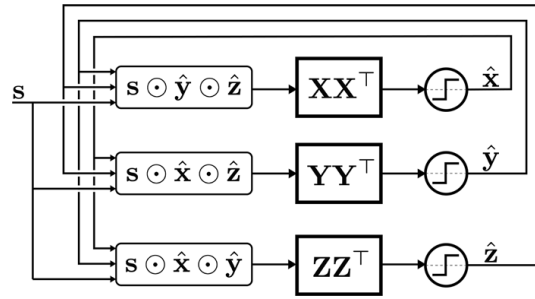 s ⊙ ŷ ⊙ ẑ XX⊤ x̂
s
s ⊙ x̂ ⊙ ẑ YY⊤ ŷ
s ⊙ x̂ ⊙ ŷ ZZ⊤ ẑ